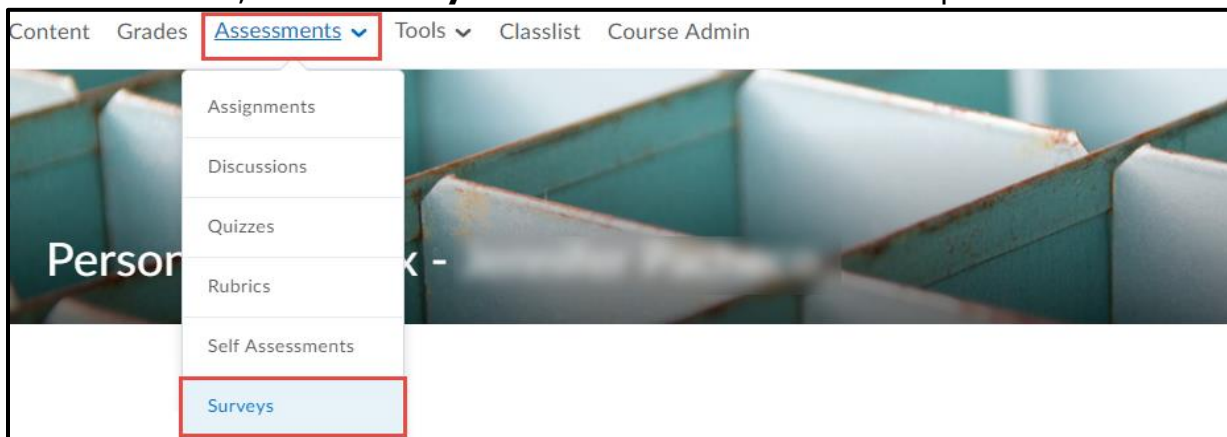 Content Grades Assessments Tools Classlist Course Admin
Assignments
Discussions
Quizzes
Person x -
Rubrics
Self Assessments
Surveys